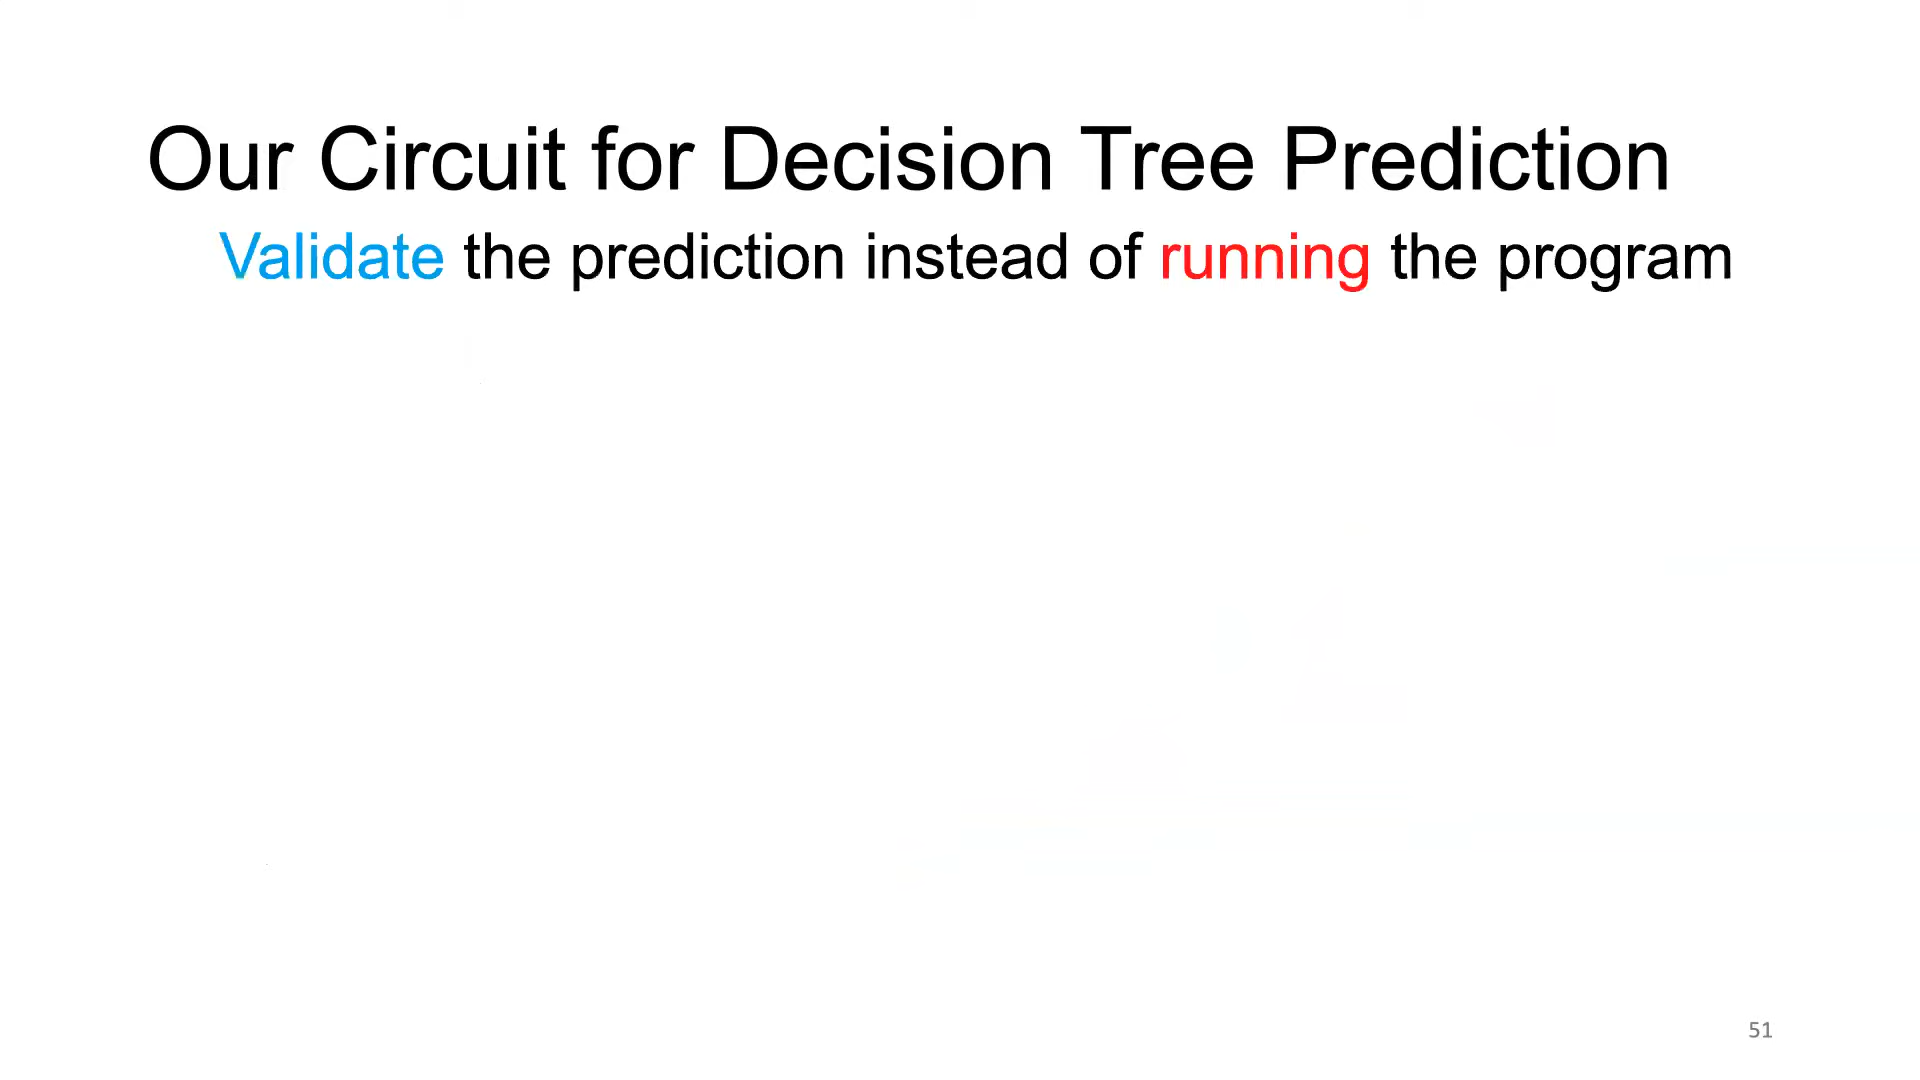 Our Circuit for Decision Tree Prediction
Validate the prediction instead of running the program
51